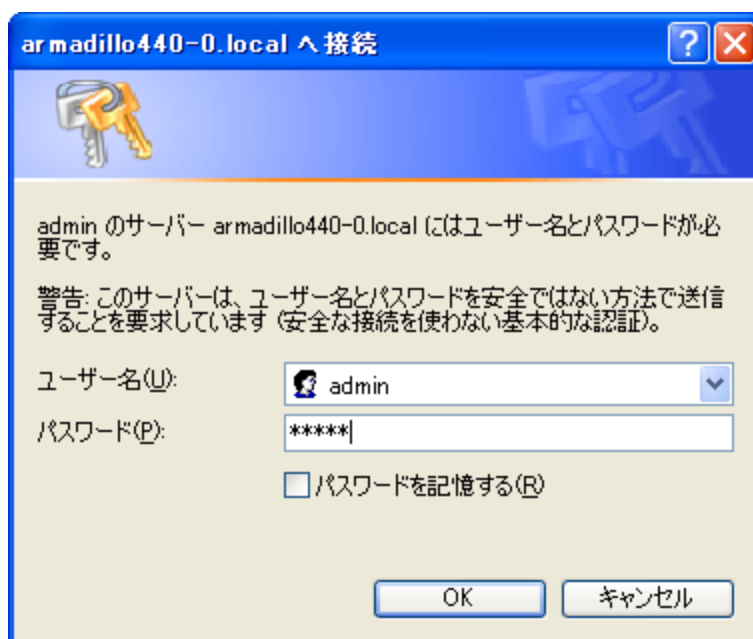 armadillo440-0.local へ接続
admin のサーバー armadillo440-0.local にはユーザー名とパスワードが必
要です。
警告: このサーバーは、ユーザー名とパスワードを安全ではない方法で送信
することを要求しています (安全な接続を使わない基本的な認証)。
ユーザー名(U):
admin
パスワード(P):
*****
パスワードを記憶する(R)
OK
キャンセル